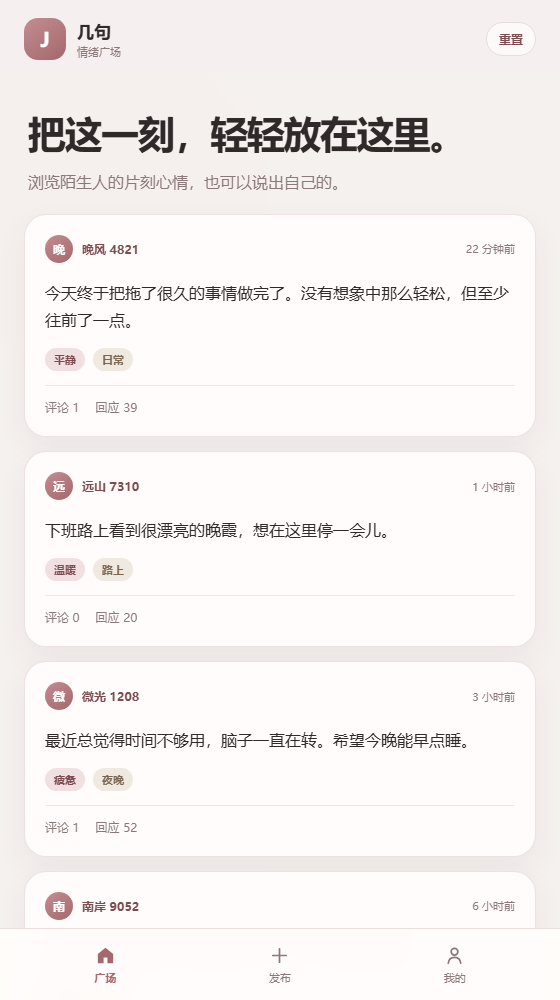 J
几句
情绪广场
重置
把这一刻，轻轻放在这里。
浏览陌生人的片刻心情，也可以说出自己的。
晚 晚风 4821 22 分钟前
今天终于把拖了很久的事情做完了。没有想象中那么轻松，但至少
往前了一点。
平静 日常
评论 1 回应 39
远 远山 7310 1 小时前
下班路上看到很漂亮的晚霞，想在这里停一会儿。
温暖 路上
评论 0 回应 20
微 微光 1208 3 小时前
最近总觉得时间不够用，脑子一直在转。希望今晚能早点睡。
疲惫 夜晚
评论 1 回应 52
南 南岸 9052 6 小时前
广场 发布 我的